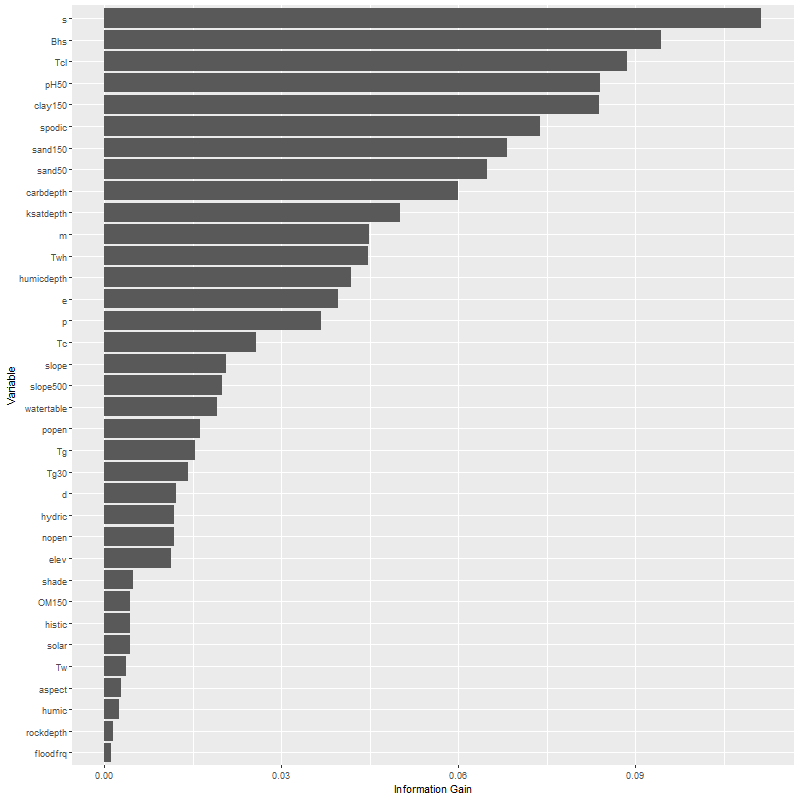 s
Bhs
Tcl
pH50
clay150
spodic
sand150
sand50
carbdepth
ksatdepth
m
Twh
humicdepth
e
p
Tc
slope
slope500
watertable
popen
Tg
Tg30
d
hydric
nopen
elev
shade
OM150
histic
solar
Tw
aspect
humic
rockdepth
floodfrq
Variable
0.00 0.03 0.06 0.09
Information Gain